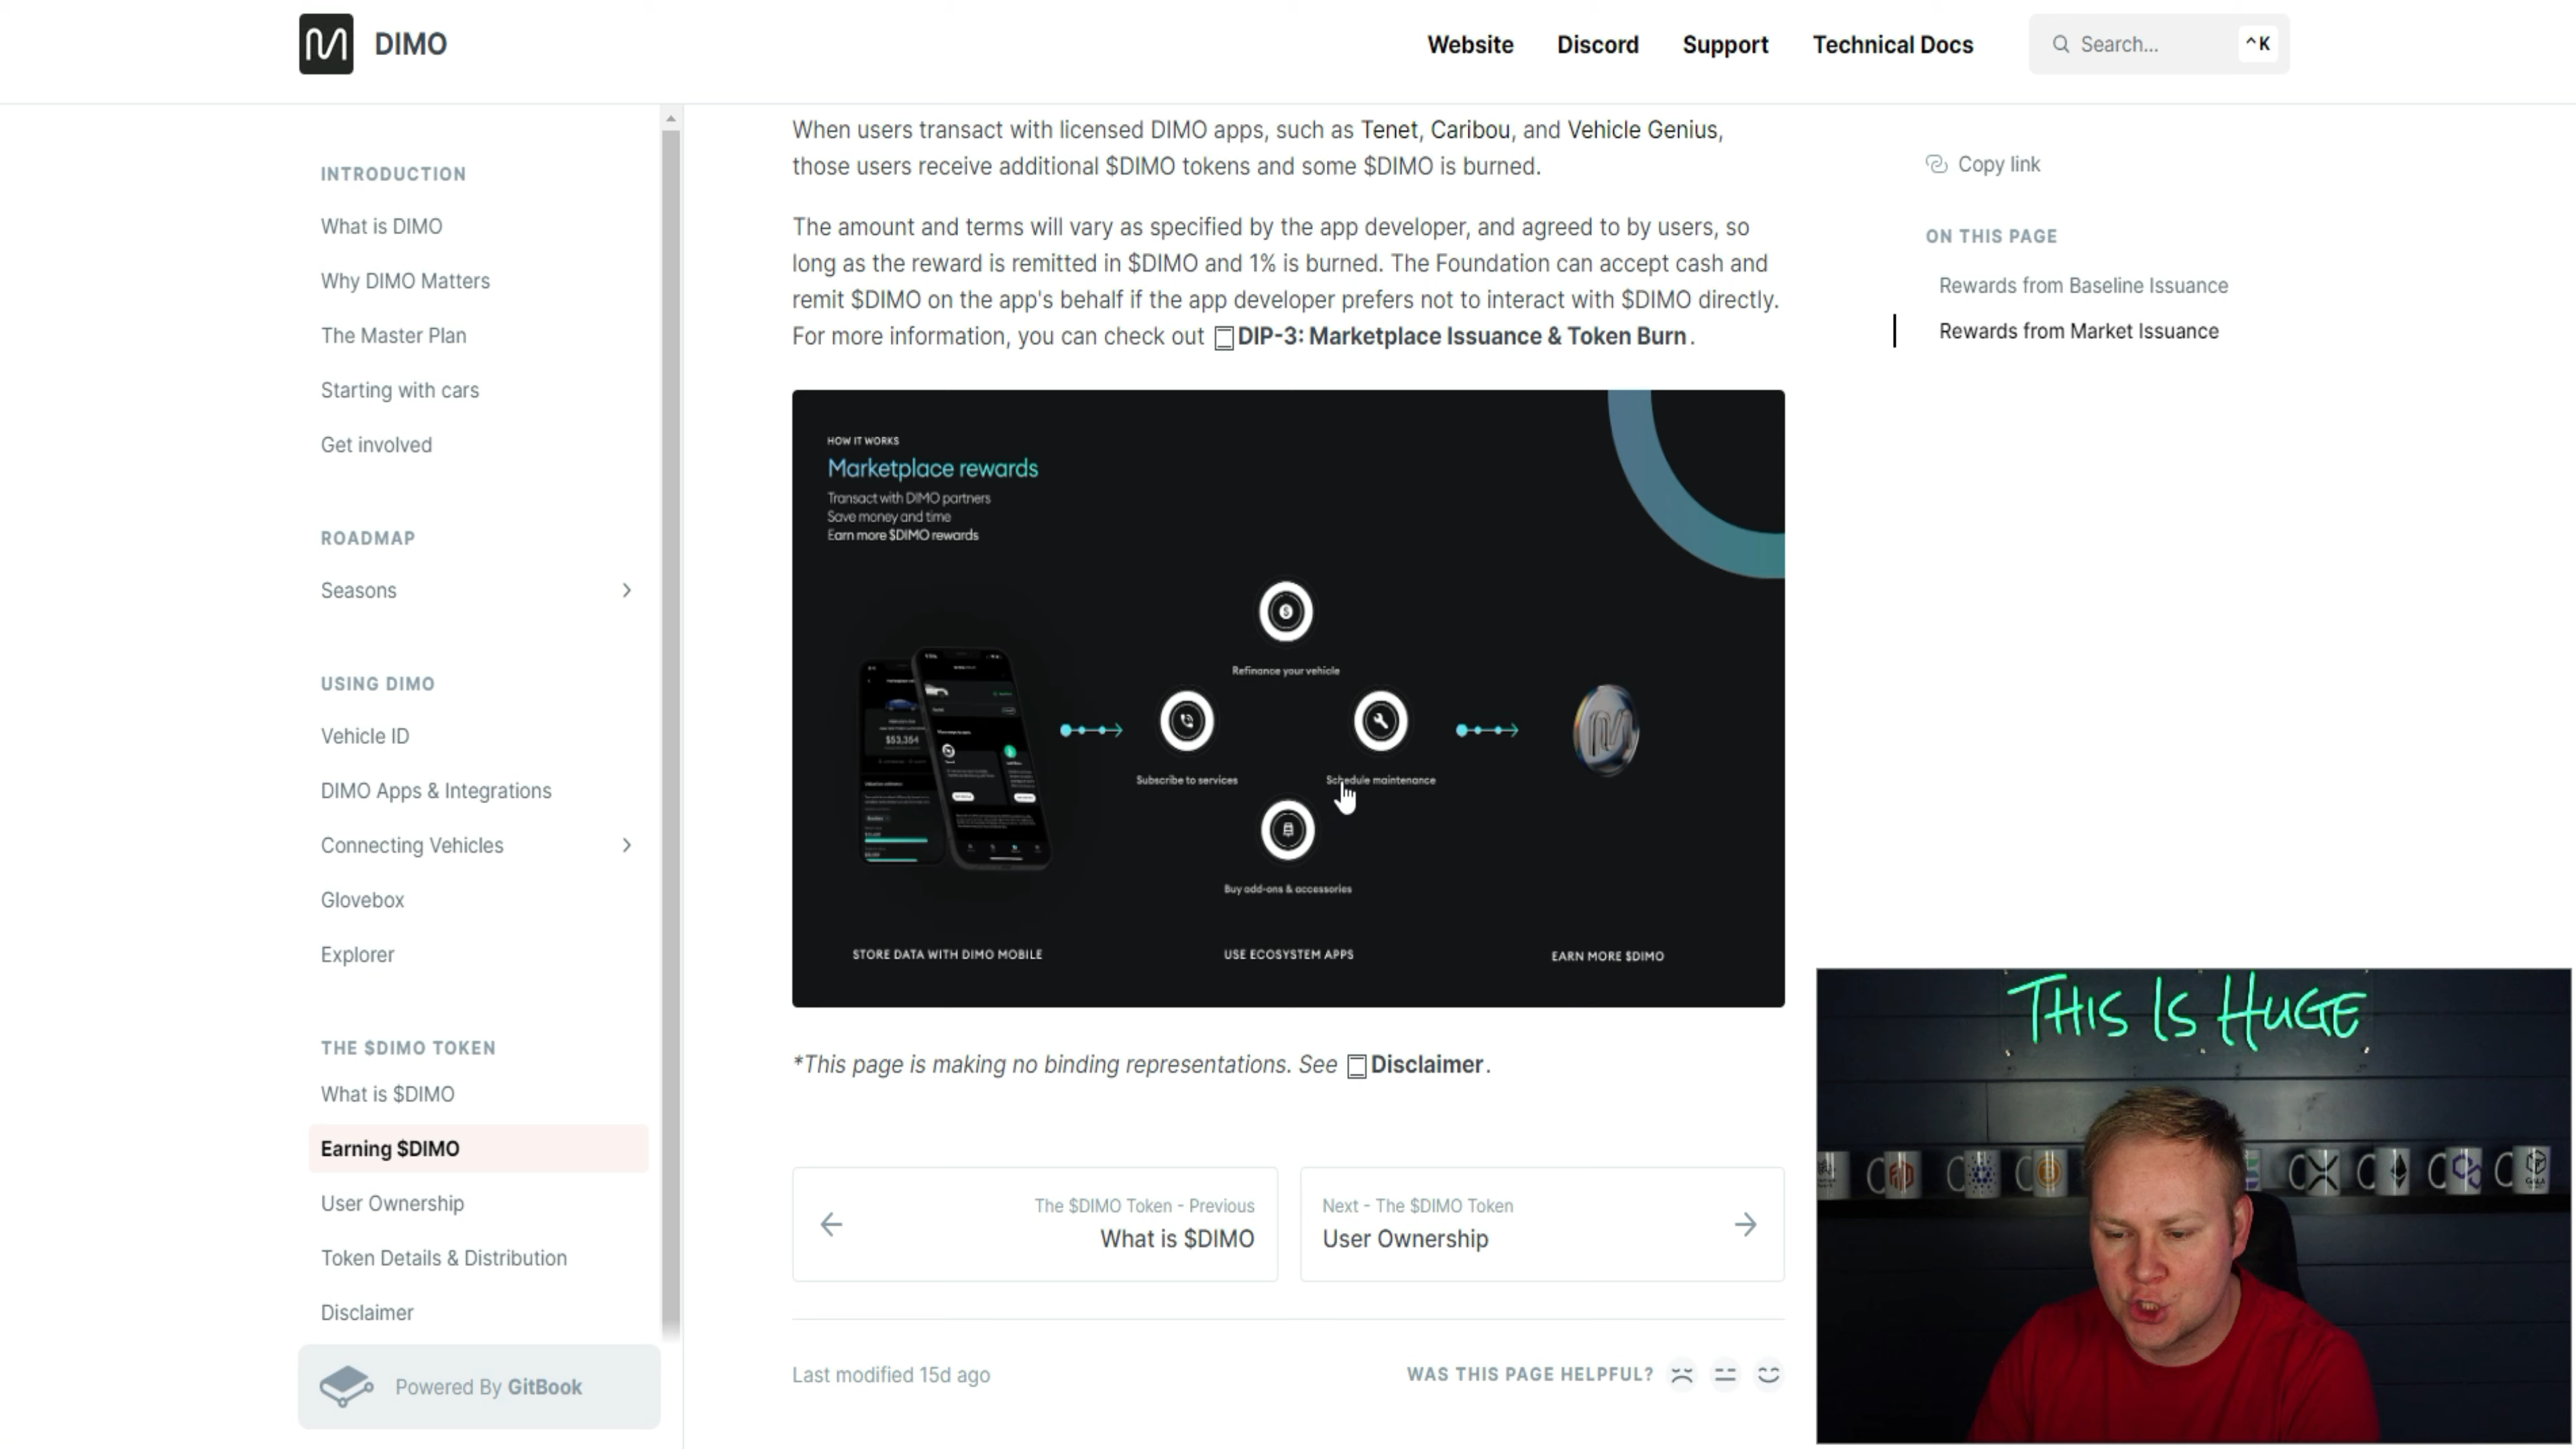 DIMO
Website
Discord
Support
Technical Docs
Search...
^K
INTRODUCTION
What is DIMO
Why DIMO Matters
The Master Plan
Starting with cars
Get involved
ROADMAP
Seasons
USING DIMO
Vehicle ID
DIMO Apps & Integrations
Connecting Vehicles
Glovebox
Explorer
THE $DIMO TOKEN
What is $DIMO
Earning $DIMO
User Ownership
Token Details & Distribution
Disclaimer
Powered By GitBook
When users transact with licensed DIMO apps, such as Tenet, Caribou, and Vehicle Genius,
those users receive additional $DIMO tokens and some $DIMO is burned.
The amount and terms will vary as specified by the app developer, and agreed to by users, so
long as the reward is remitted in $DIMO and 1% is burned. The Foundation can accept cash and
remit $DIMO on the app's behalf if the app developer prefers not to interact with $DIMO directly.
For more information, you can check out DIP-3: Marketplace Issuance & Token Burn.
HOW IT WORKS
Marketplace rewards
Transact with DIMO partners
Save money and time
Earn more $DIMO rewards
Refinance your vehicle
Subscribe to services
Schedule maintenance
Buy add-ons & accessories
$53,354
STORE DATA WITH DIMO MOBILE
USE ECOSYSTEM APPS
EARN MORE $DIMO
*This page is making no binding representations. See Disclaimer.
The $DIMO Token - Previous
What is $DIMO
Next - The $DIMO Token
User Ownership
Last modified 15d ago
WAS THIS PAGE HELPFUL?
Copy link
ON THIS PAGE
Rewards from Baseline Issuance
Rewards from Market Issuance
THIS IS HUGE
GALA